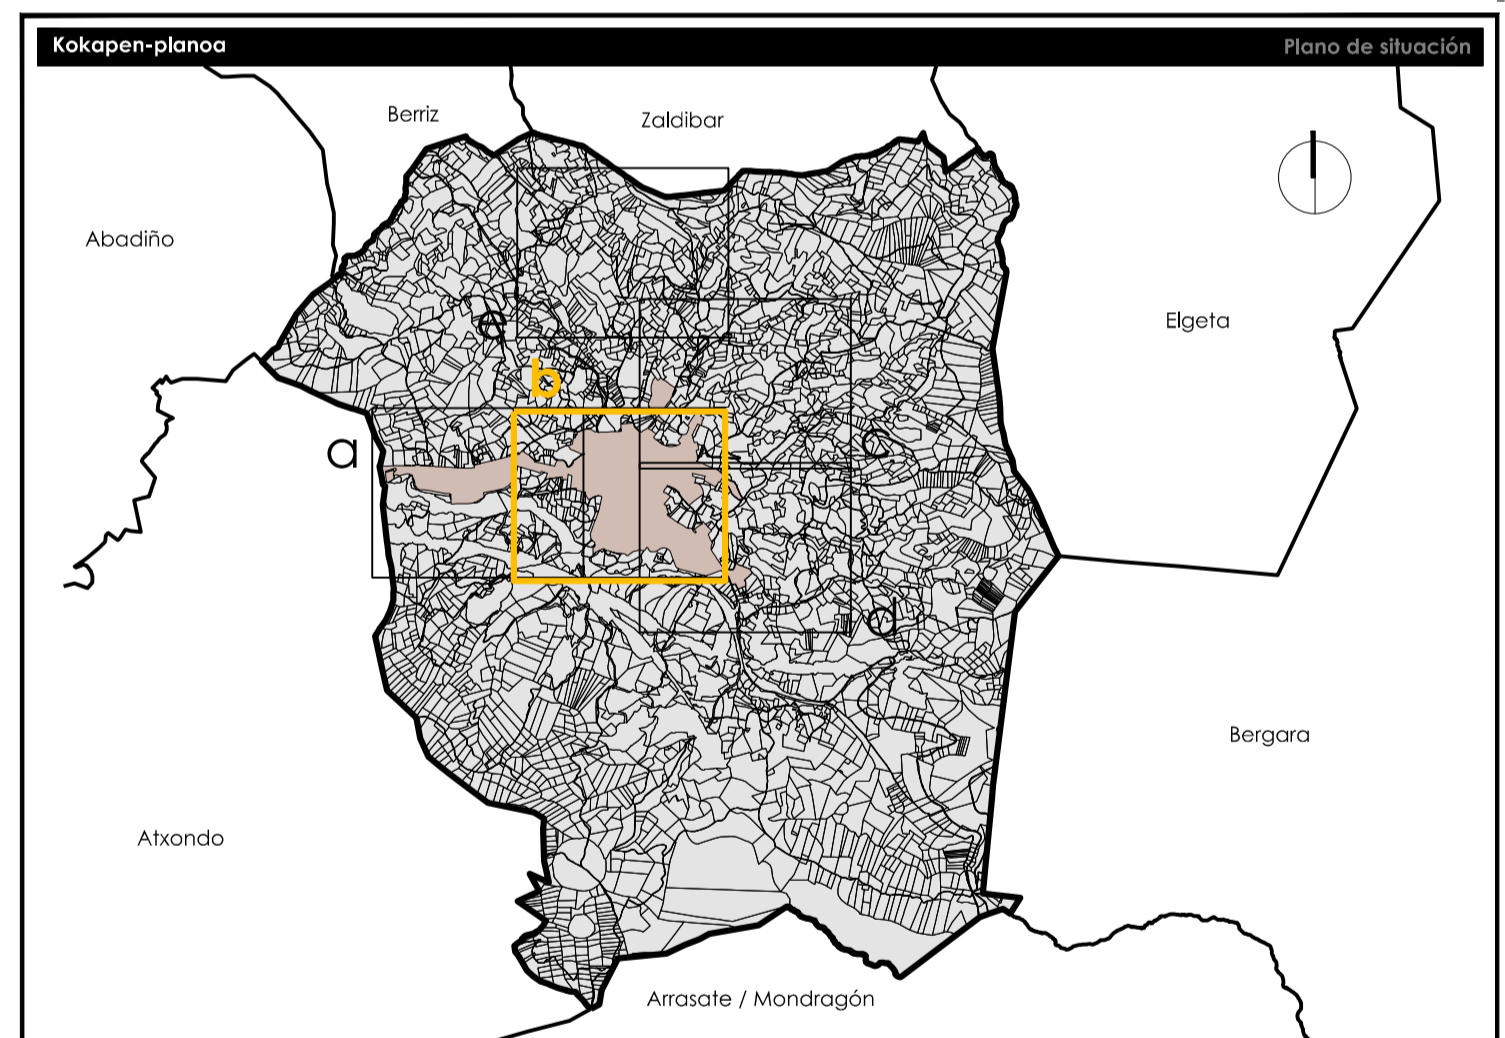 Kokapen-planoa
Plano de situación
Berriz
Zaldibar
Abadiño
Elgeta
e
b
a
c
d
Bergara
Atxondo
Arrasate / Mondragón